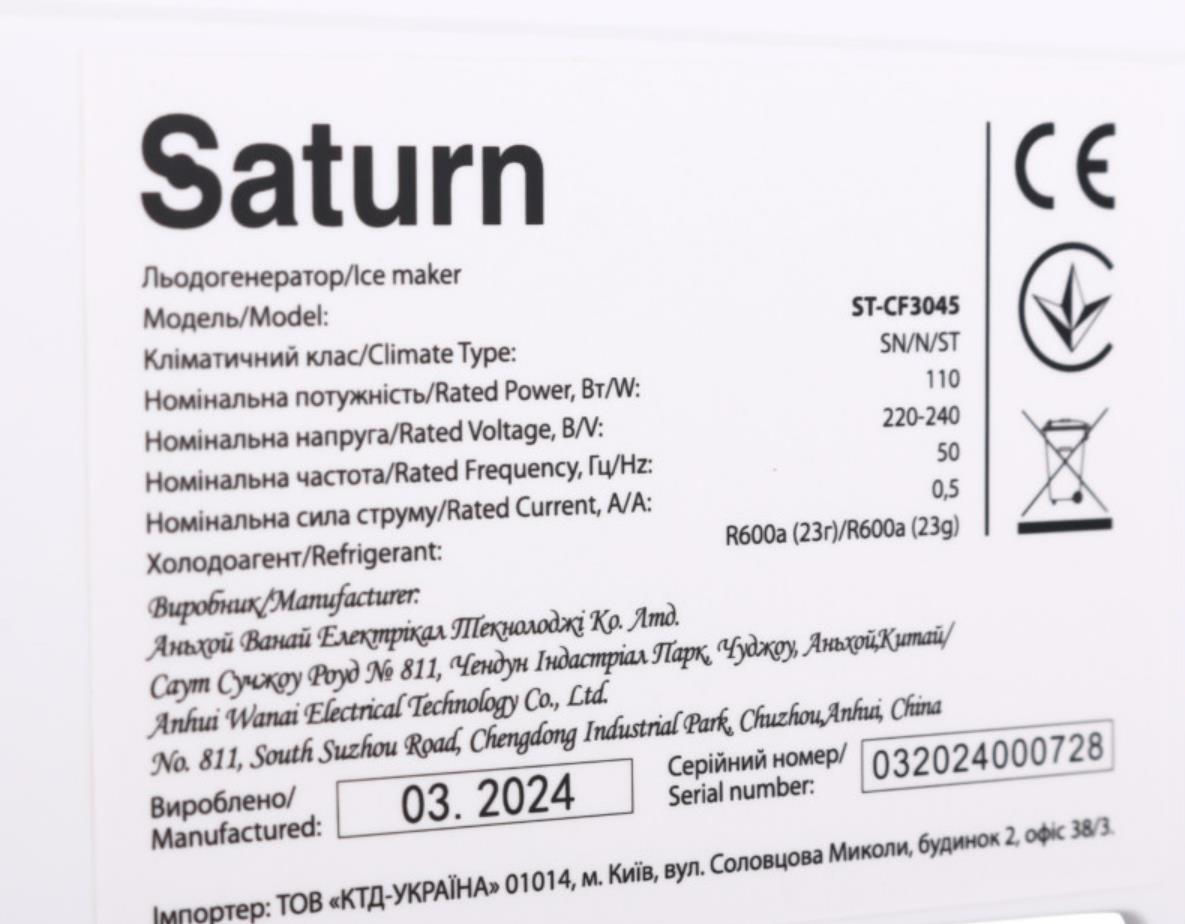 Saturn
Льодогенератор/Ice maker
Модель/Model: ST-CF3045
Кліматичний клас/Climate Type: SN/N/ST
Номінальна потужність/Rated Power, Вт/W: 110
Номінальна напруга/Rated Voltage, В/V: 220-240
Номінальна частота/Rated Frequency, Гц/Hz: 50
Номінальна сила струму/Rated Current, А/A: 0,5
Холодоагент/Refrigerant: R600a (23г)/R600a (23g)
Виробник/Manufacturer:
Аньхой Ванай Електрікал Текнолоджі Ко. Лтд.
Саут Сучжоу Роуд № 811, Чендун Індастріал Парк, Чуджоу, Аньхой,Китай/
Anhui Wanai Electrical Technology Co., Ltd.
No. 811, South Suzhou Road, Chengdong Industrial Park, Chuzhou,Anhui, China
Вироблено/
Manufactured: 03. 2024
Серійний номер/
Serial number: 032024000728
Імпортер: ТОВ «КТД-УКРАЇНА» 01014, м. Київ, вул. Соловцова Миколи, будинок 2, офіс 38/3.
CE